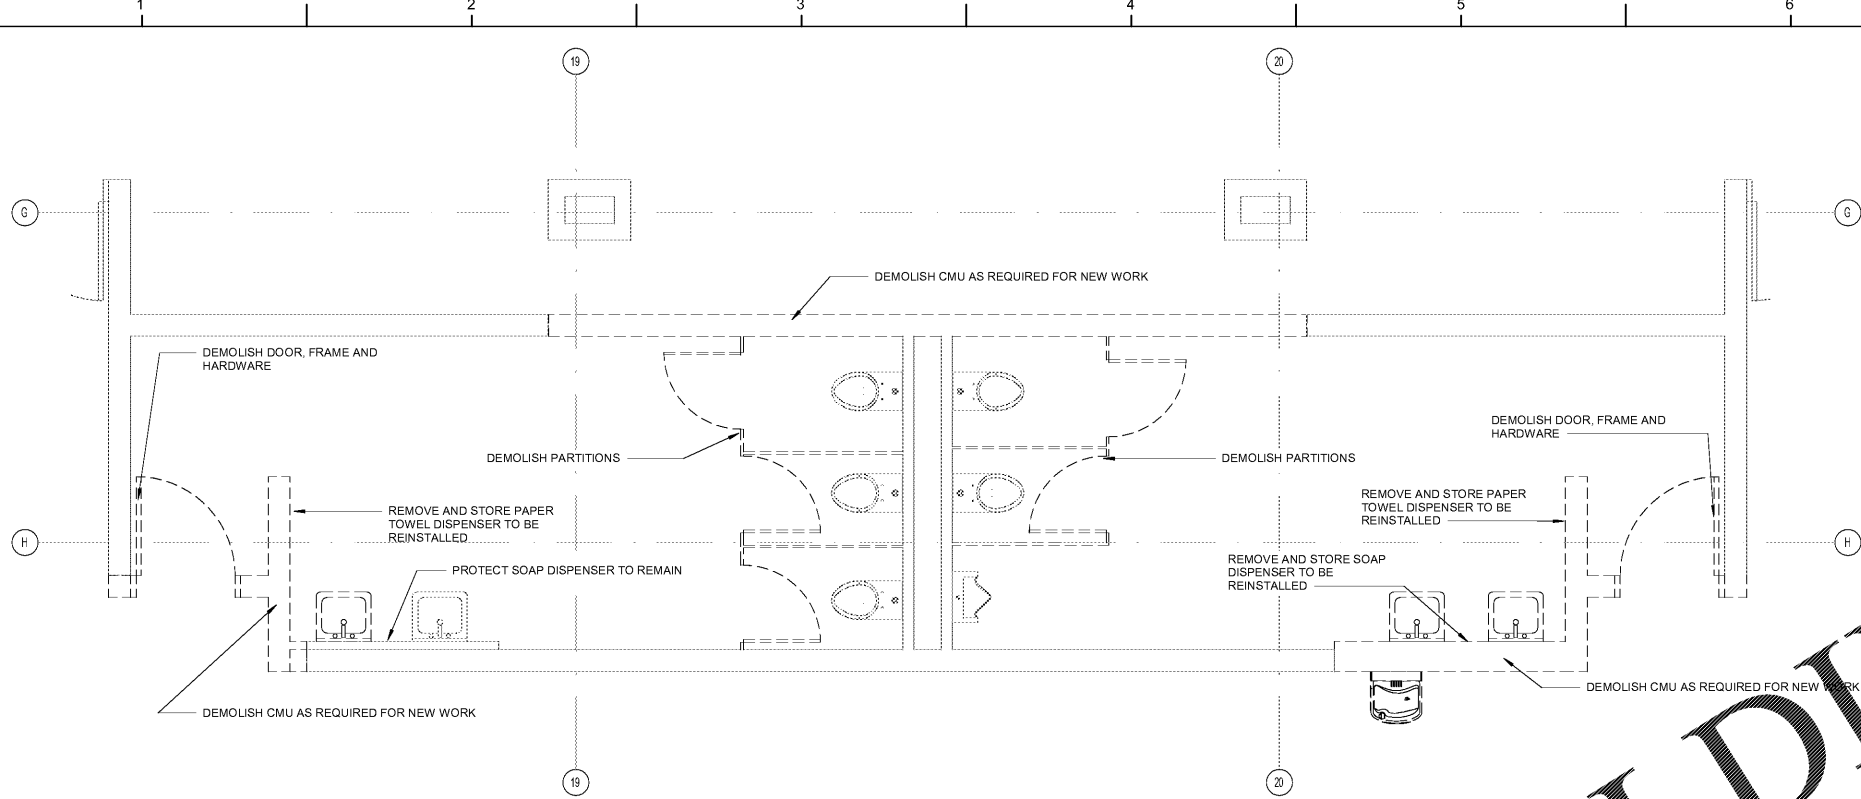 1 2 3 4 5 6
19 20
G G
DEMOLISH CMU AS REQUIRED FOR NEW WORK
DEMOLISH DOOR, FRAME AND
HARDWARE
DEMOLISH DOOR, FRAME AND
HARDWARE
DEMOLISH PARTITIONS
DEMOLISH PARTITIONS
REMOVE AND STORE PAPER
TOWEL DISPENSER TO BE
REINSTALLED
REMOVE AND STORE PAPER
TOWEL DISPENSER TO BE
REINSTALLED
H H
REMOVE AND STORE SOAP
DISPENSER TO BE
REINSTALLED
PROTECT SOAP DISPENSER TO REMAIN
DEMOLISH CMU AS REQUIRED FOR NEW WORK
DEMOLISH CMU AS REQUIRED FOR NEW WORK
19 20